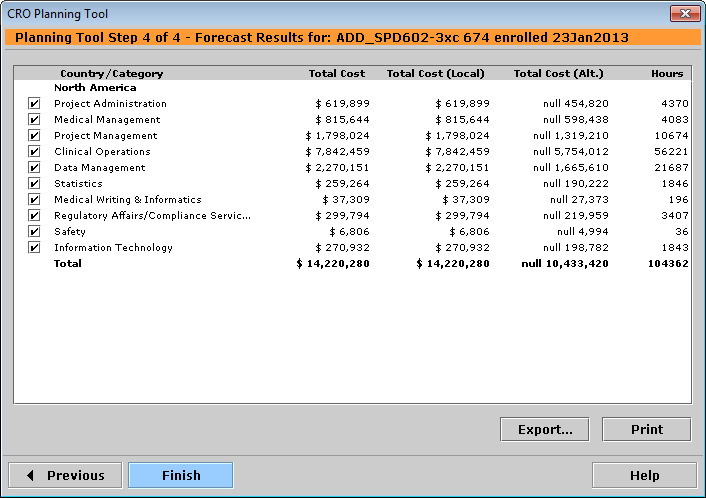 CRO Planning Tool
Planning Tool Step 4 of 4 - Forecast Results for: ADD_SPD602-3xc 674 enrolled 23Jan2013
Country/Category Total Cost Total Cost (Local) Total Cost (Alt.) Hours
North America
Project Administration $ 619,899 $ 619,899 null 454,820 4370
Medical Management $ 815,644 $ 815,644 null 598,438 4083
Project Management $ 1,798,024 $ 1,798,024 null 1,319,210 10674
Clinical Operations $ 7,842,459 $ 7,842,459 null 5,754,012 56221
Data Management $ 2,270,151 $ 2,270,151 null 1,665,610 21687
Statistics $ 259,264 $ 259,264 null 190,222 1846
Medical Writing & Informatics $ 37,309 $ 37,309 null 27,373 196
Regulatory Affairs/Compliance Servic... $ 299,794 $ 299,794 null 219,959 3407
Safety $ 6,806 $ 6,806 null 4,994 36
Information Technology $ 270,932 $ 270,932 null 198,782 1843
Total $ 14,220,280 $ 14,220,280 null 10,433,420 104362
Export... Print
Previous Finish Help